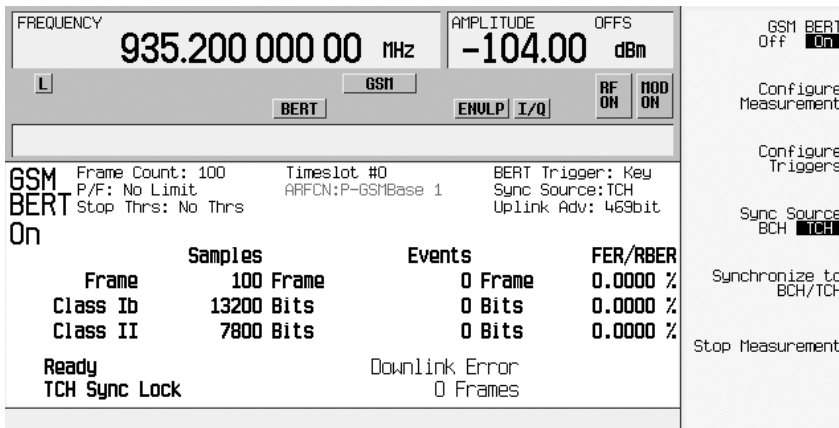 FREQUENCY AMPLITUDE OFFS
935.200 000 00 MHz -104.00 dBm
L GSM RF ON MOD ON
BERT ENVLP I/Q
GSM BERT On
Frame Count: 100 Timeslot #0 BERT Trigger: Key
P/F: No Limit ARFCN:P-GSMBase 1 Sync Source:TCH
Stop Thrs: No Thrs Uplink Adv: 469bit
Samples Events FER/RBER
Frame 100 Frame 0 Frame 0.0000 %
Class Ib 13200 Bits 0 Bits 0.0000 %
Class II 7800 Bits 0 Bits 0.0000 %
Ready Downlink Error
TCH Sync Lock 0 Frames
GSM BERT
Off On
Configure
Measurement
Configure
Triggers
Sync Source
BCH TCH
Synchronize to
BCH/TCH
Stop Measurement